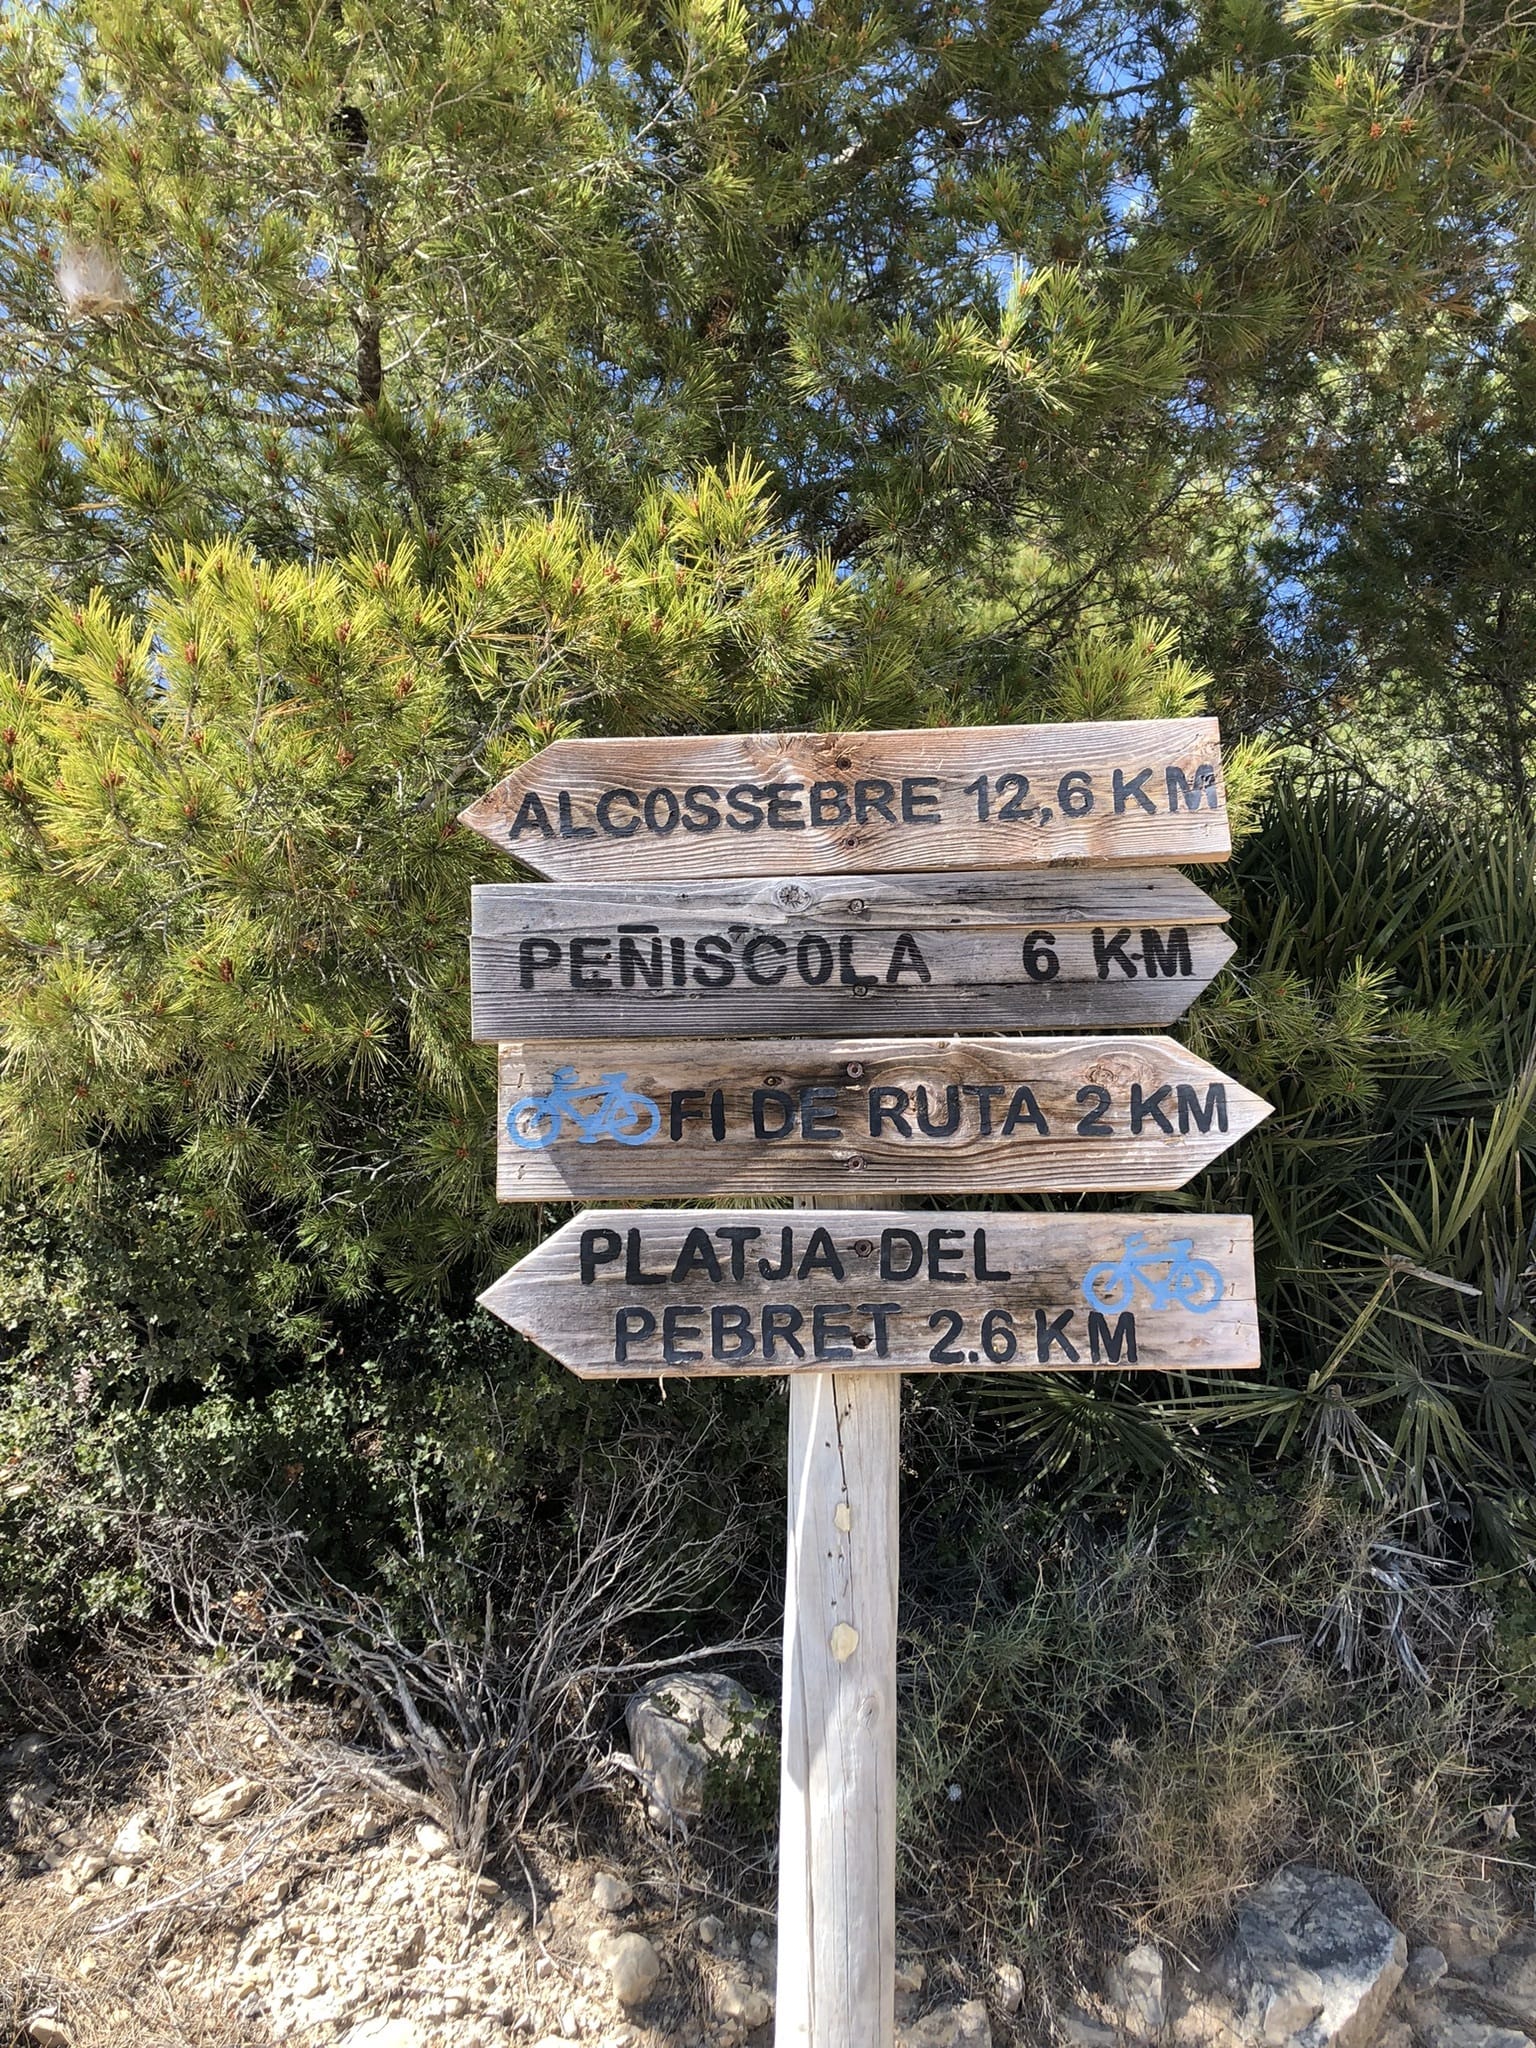 ALCOSSEBRE 12,6 KM
PEÑISCOLA 6 KM
FI DE RUTA 2 KM
PLATJA DEL
PEBRET 2.6 KM